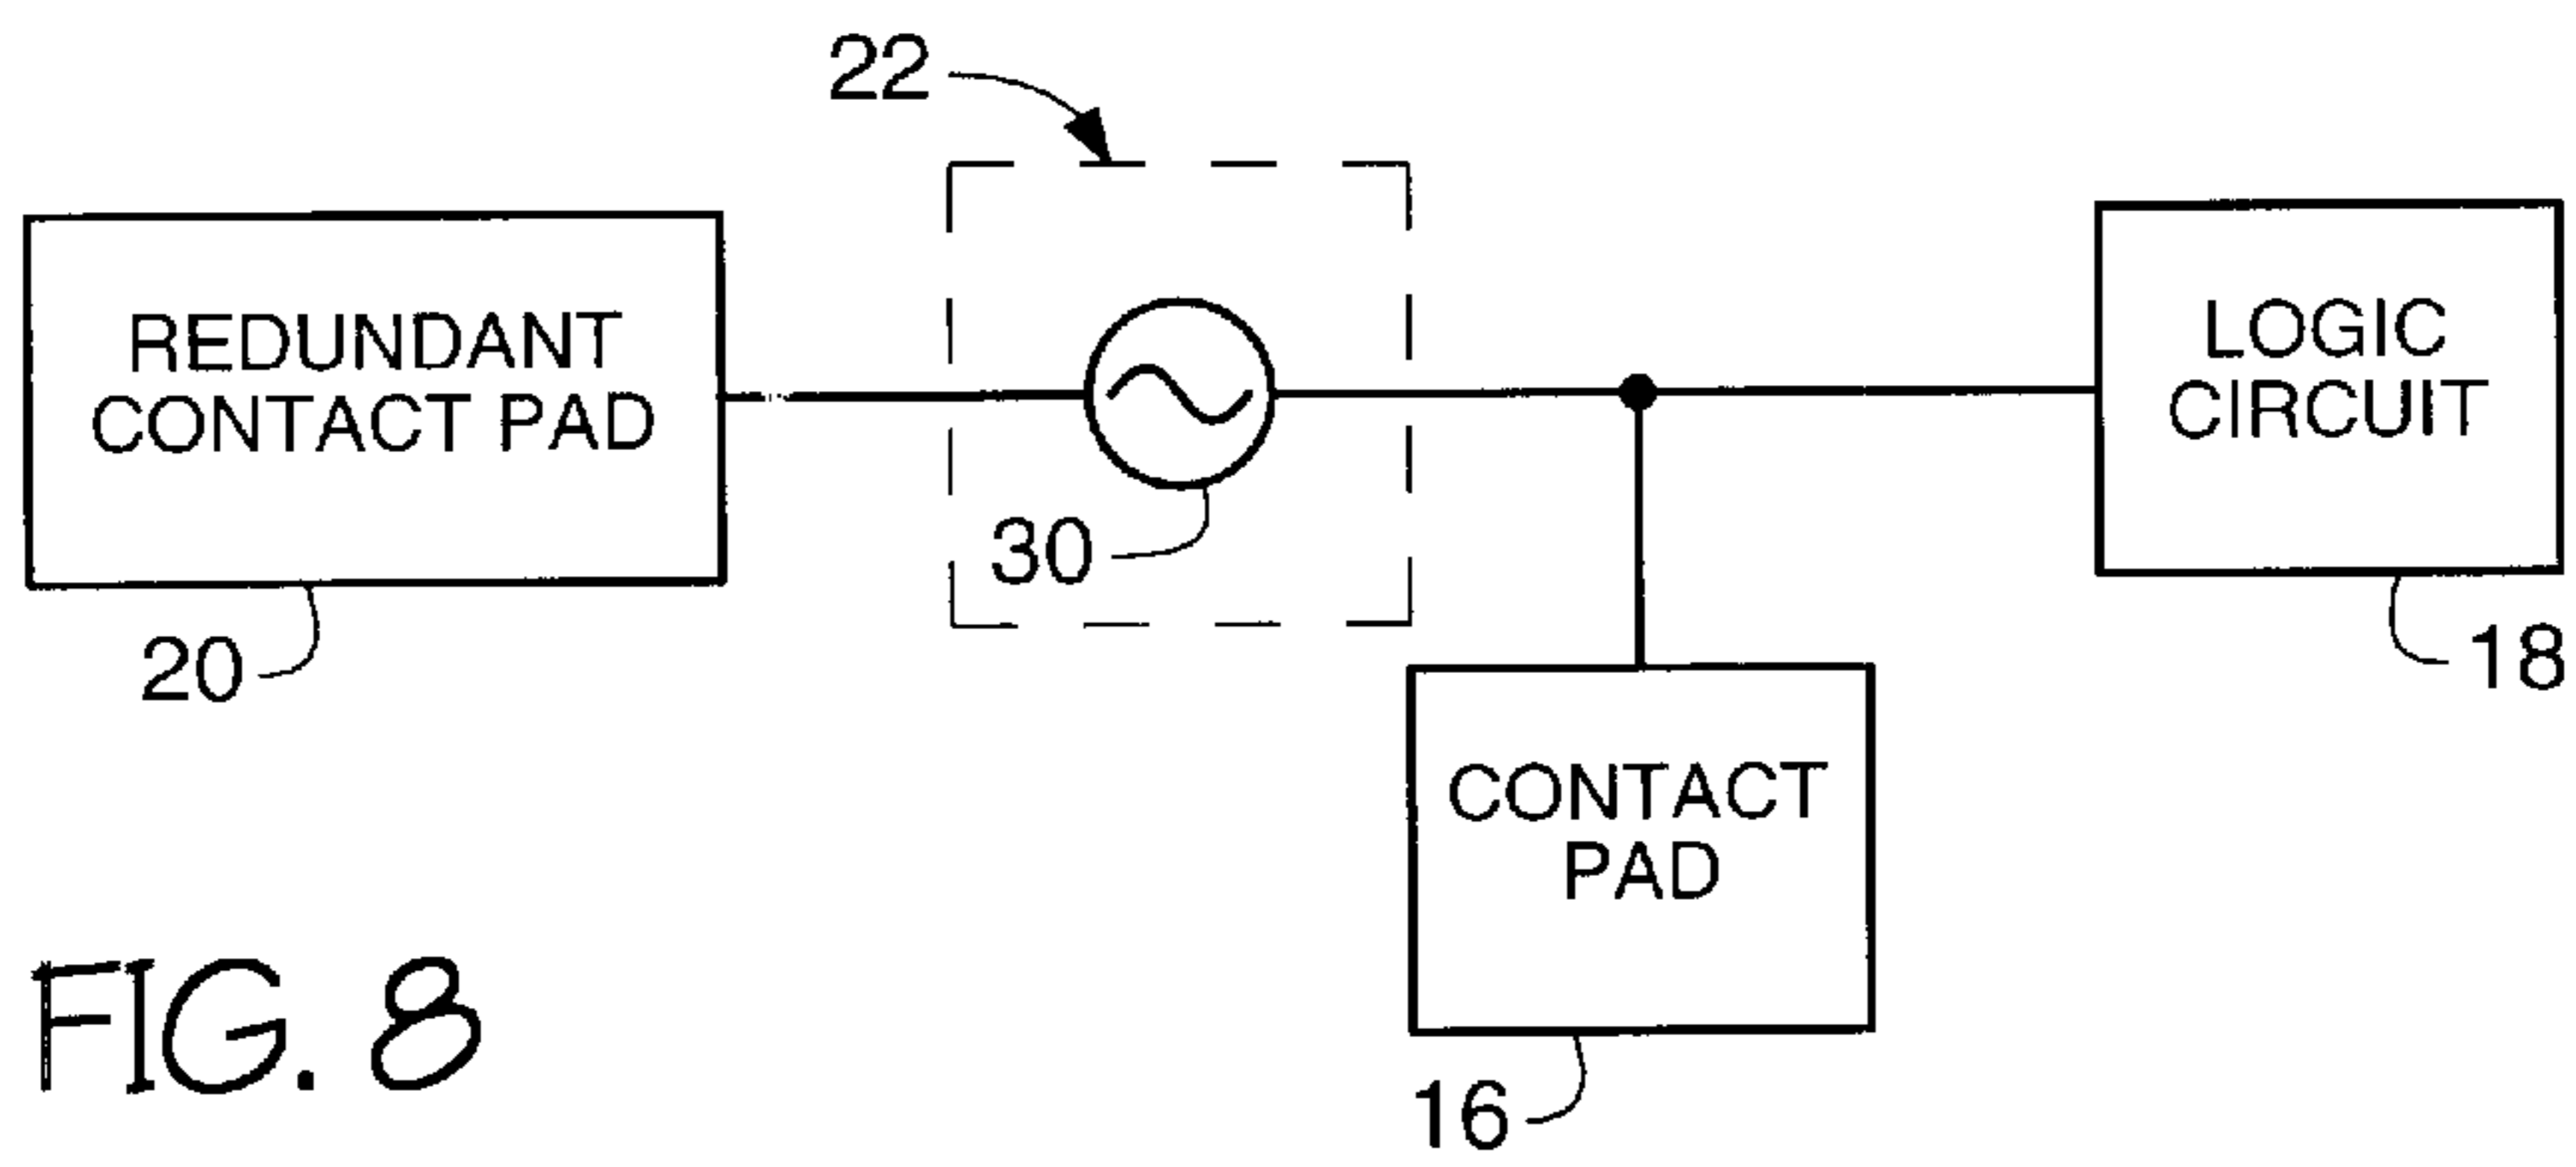 22
REDUNDANT
CONTACT PAD
LOGIC
CIRCUIT
30
20
18
CONTACT
PAD
16
FIG. 8